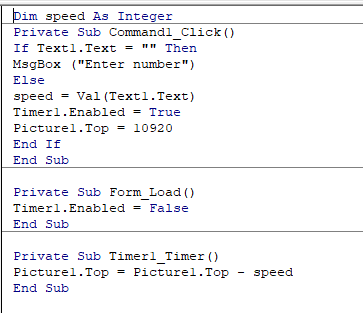 Dim speed As Integer
Private Sub Command1_Click()
If Text1.Text = "" Then
MsgBox ("Enter number")
Else
speed = Val(Text1.Text)
Timer1.Enabled = True
Picture1.Top = 10920
End If
End Sub
Private Sub Form_Load()
Timer1.Enabled = False
End Sub
Private Sub Timer1_Timer()
Picture1.Top = Picture1.Top - speed
End Sub